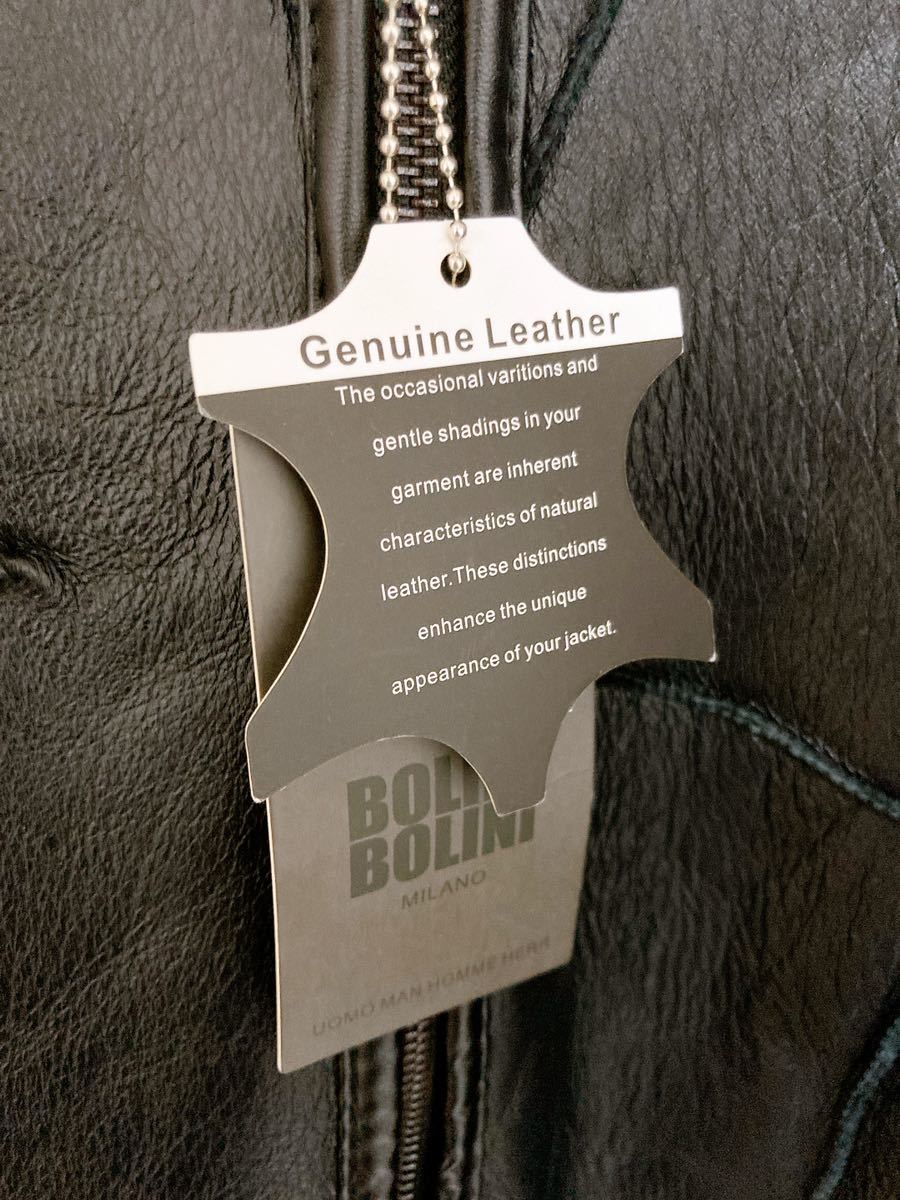 Genuine Leather
The occasional varitions and
gentle shadings in your
garment are inherent
characteristics of natural
leather.These distinctions
enhance the unique
appearance of your jacket.
BOLINI
MILANO
UOMO MAN HOMME HERR